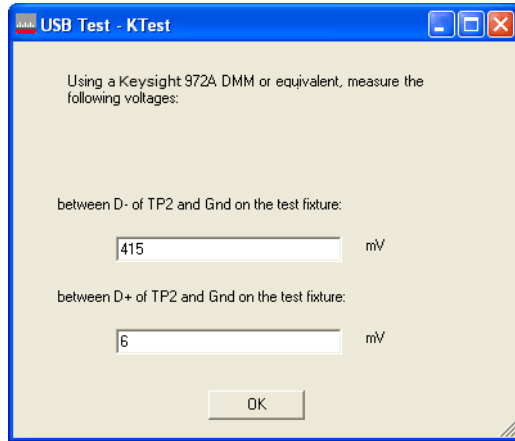 USB Test - KTest
Using a Keysight 972A DMM or equivalent, measure the
following voltages:
between D- of TP2 and Gnd on the test fixture:
415 mV
between D+ of TP2 and Gnd on the test fixture:
6 mV
OK